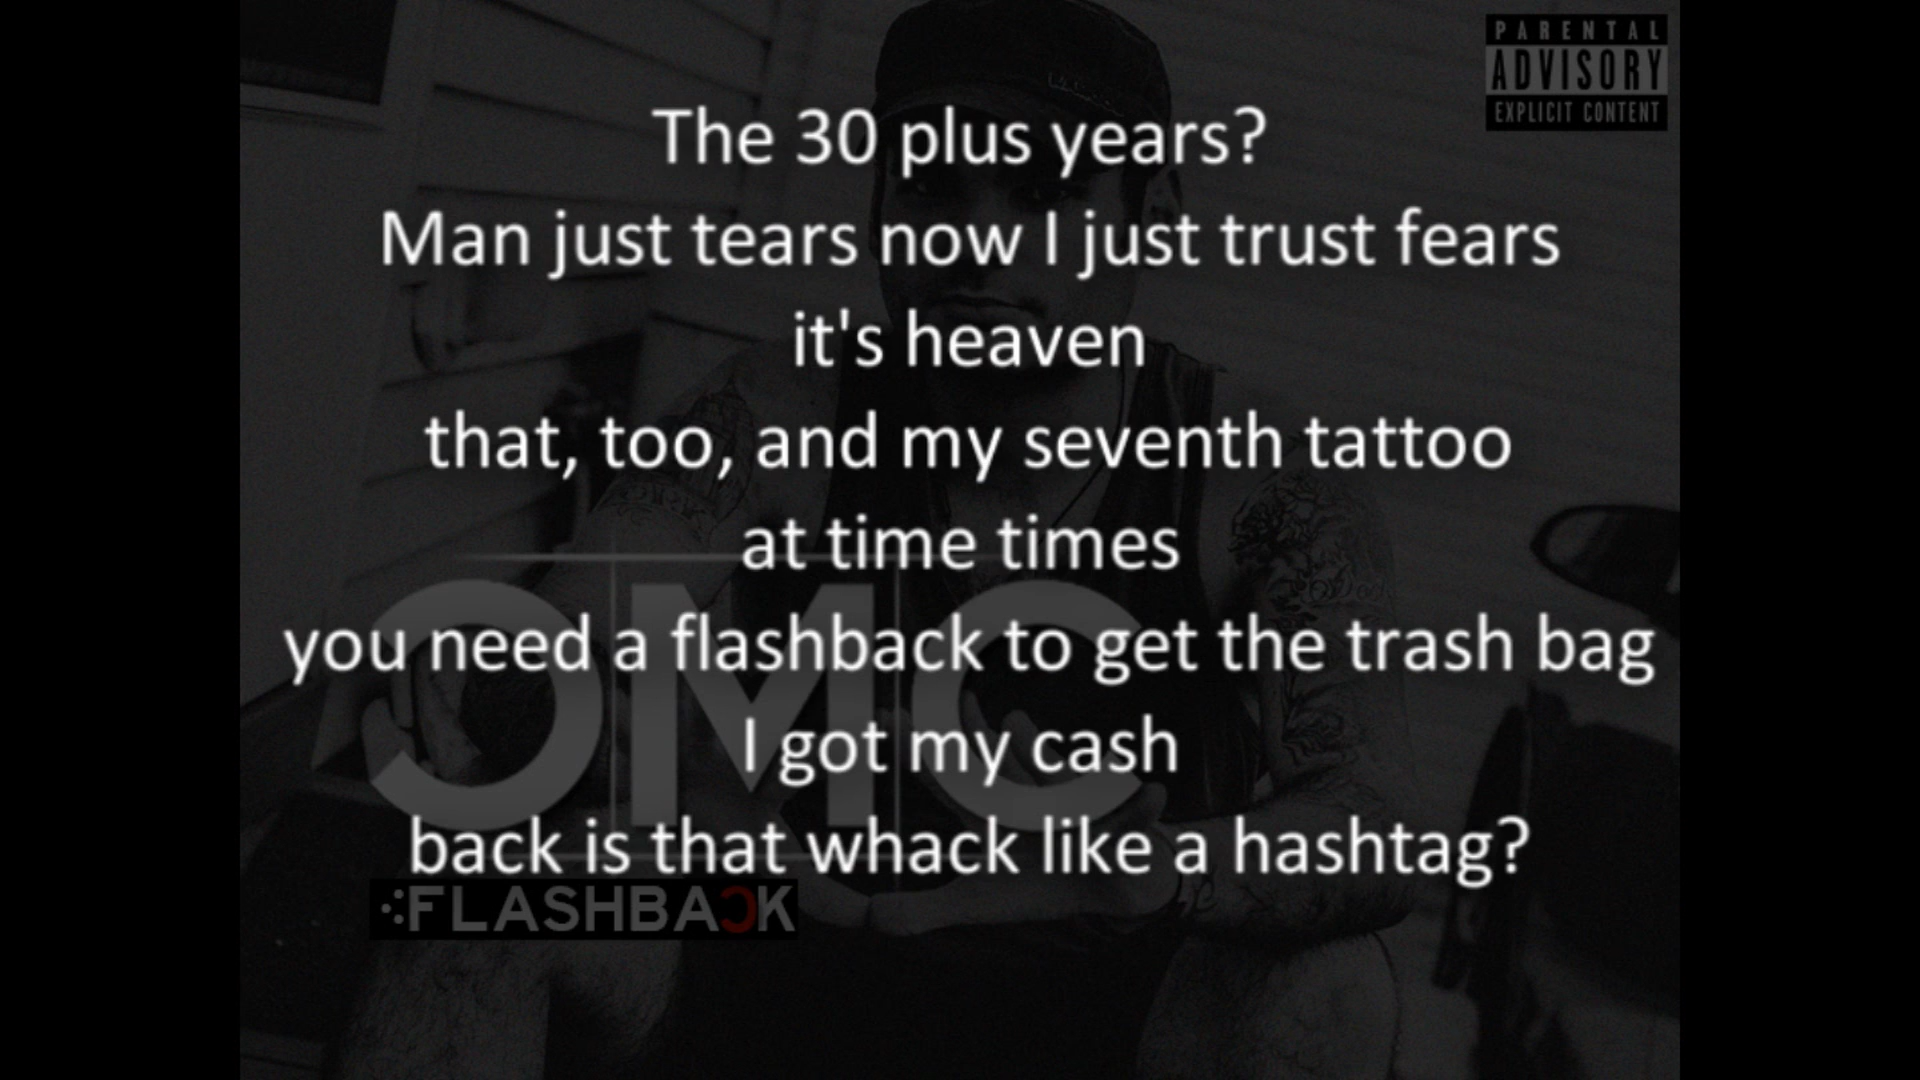 PARENTAL
ADVISORY
EXPLICIT CONTENT
The 30 plus years?
Man just tears now I just trust fears
it's heaven
that, too, and my seventh tattoo
at time times
you need a flashback to get the trash bag
I got my cash
back is that whack like a hashtag?
OMC
FLASHBACK